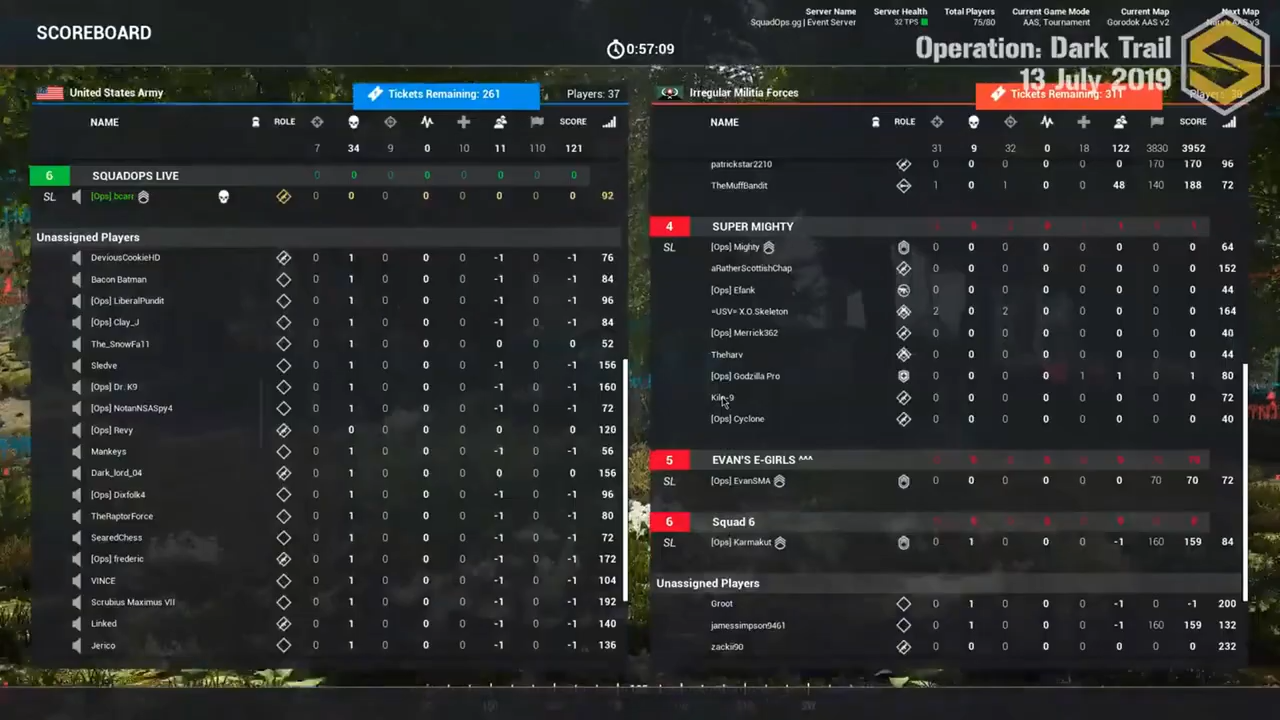 SCOREBOARD
0:57:09
Server Name Server Health Total Players Current Game Mode Current Map Next Map
SquadOps.gg | Event Server 32 TPS 75/80 AAS, Tournament Gorodok AAS v2
Operation: Dark Trail
13 July 2019
United States Army Tickets Remaining: 261 Players: 37
NAME ROLE SCORE
7 34 9 0 10 11 110 121
6 SQUADOPS LIVE 0 0 0 0 0 0 0 0
SL [Ops] bcarr 0 0 0 0 0 0 0 0 92
Unassigned Players
DeviousCookieHD 0 1 0 0 0 -1 0 -1 76
Bacon Batman 0 1 0 0 0 -1 0 -1 84
[Ops] LiberalPundit 0 1 0 0 0 -1 0 -1 96
[Ops] Clay_J 0 1 0 0 0 -1 0 -1 84
The_SnowFa11 0 0 0 0 0 0 0 0 52
Sledve 0 1 0 0 0 -1 0 -1 156
[Ops] Dr. K9 0 1 0 0 0 -1 0 -1 160
[Ops] NotanNSASpy4 0 1 0 0 0 -1 0 -1 72
[Ops] Revy 0 0 0 0 0 0 0 0 120
Mankeys 0 1 0 0 0 -1 0 -1 56
Dark_lord_04 0 1 0 0 0 0 0 0 156
[Ops] Dixfolk4 0 1 0 0 0 -1 0 -1 96
TheRaptorForce 0 1 0 0 0 -1 0 -1 80
SearedChess 0 1 0 0 0 -1 0 -1 72
[Ops] frederic 0 1 0 0 0 -1 0 -1 172
VINCE 0 1 0 0 0 -1 0 -1 104
Scrubius Maximus VII 0 1 0 0 0 -1 0 -1 192
Linked 0 1 0 0 0 -1 0 -1 140
Jerico 0 1 0 0 0 -1 0 -1 136
Irregular Militia Forces Tickets Remaining: 311
NAME ROLE SCORE
31 9 32 0 18 122 3830 3952
patrickstar2210 0 0 0 0 0 0 170 170 96
TheMuffBandit 1 0 1 0 0 48 140 188 72
4 SUPER MIGHTY
SL [Ops] Mighty 0 0 0 0 0 0 0 0 64
aRatherScottishChap 0 0 0 0 0 0 0 0 152
[Ops] Efank 0 0 0 0 0 0 0 0 44
=USV= X.O.Skeleton 2 0 2 0 0 0 0 0 164
[Ops] Merrick362 0 0 0 0 0 0 0 0 40
Theharv 0 0 0 0 0 0 0 0 44
[Ops] Godzilla Pro 0 0 0 0 1 1 0 1 80
0 0 0 0 0 0 0 0 72
[Ops] Cyclone 0 0 0 0 0 0 0 0 40
5 EVAN'S E-GIRLS ^^^
SL [Ops] EvanSMA 0 0 0 0 0 0 70 70 72
6 Squad 6
SL [Ops] Karmakut 0 1 0 0 0 -1 160 159 84
Unassigned Players
Groot 0 1 0 0 0 -1 0 -1 200
jamessimpson9461 0 1 0 0 0 -1 160 159 132
zackii90 0 0 0 0 0 0 0 0 232